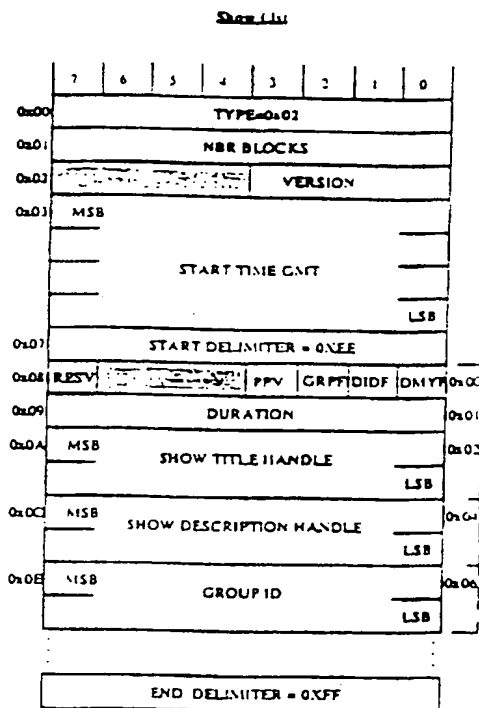 Show List
7 6 5 4 3 2 1 0
0x00 TYPE=0x02
0x01 NBR BLOCKS
0x02 VERSION
0x03 MSB
START TIME GMT
LSB
0x07 START DELIMITER = 0XEE
0x08 RESV PPV GRPF DIDF DMYF 0x00
0x09 DURATION 0x01
0x0A MSB 0x02
SHOW TITLE HANDLE
LSB
0x0C MSB 0x04
SHOW DESCRIPTION HANDLE
LSB
0x0E MSB 0x06
GROUP ID
LSB
END DELIMITER = 0XFF